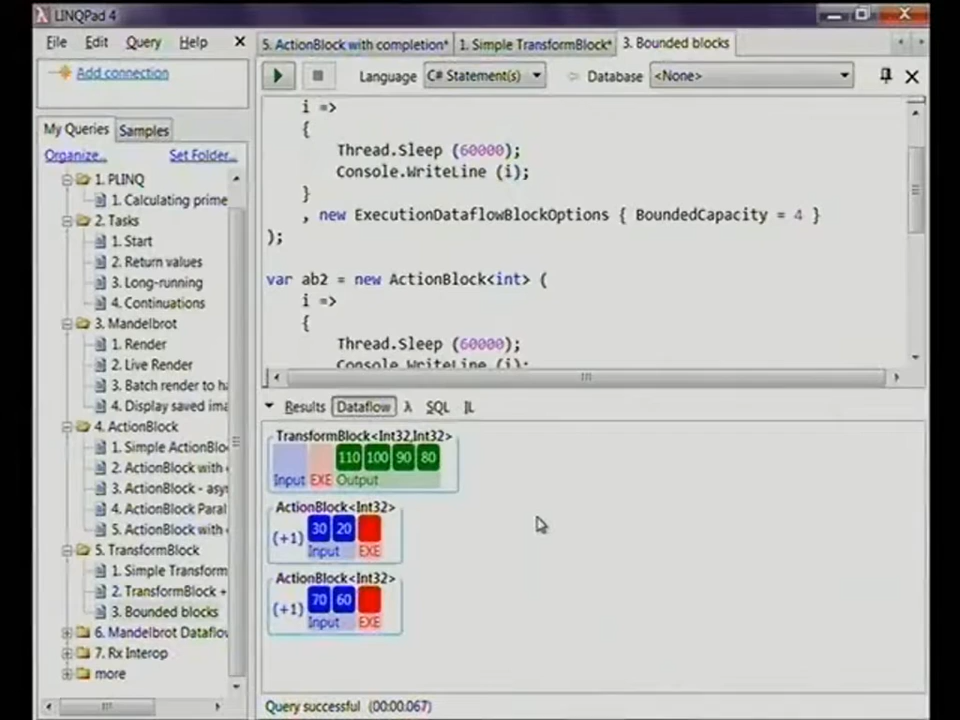 LINQPad 4
File Edit Query Help
5. ActionBlock with completion* 1. Simple TransformBlock* 3. Bounded blocks
Add connection
Language C# Statement(s) Database <None>
My Queries Samples
Organize... Set Folder...
1. PLINQ
1. Calculating prime
2. Tasks
1. Start
2. Return values
3. Long-running
4. Continuations
3. Mandelbrot
1. Render
2. Live Render
3. Batch render to ha
4. Display saved ima
4. ActionBlock
1. Simple ActionBlo
2. ActionBlock with
3. ActionBlock - asy
4. ActionBlock Paral
5. ActionBlock with
5. TransformBlock
1. Simple Transform
2. TransformBlock +
3. Bounded blocks
6. Mandelbrot Dataflow
7. Rx Interop
more
i =>
{
Thread.Sleep (60000);
Console.WriteLine (i);
}
, new ExecutionDataflowBlockOptions { BoundedCapacity = 4 }
);
var ab2 = new ActionBlock<int> (
i =>
{
Thread.Sleep (60000);
Console.WriteLine (i);
Results Dataflow λ SQL IL
TransformBlock<Int32,Int32>
110 100 90 80
Input EXE Output
ActionBlock<Int32>
(+1) 30 20
Input EXE
ActionBlock<Int32>
(+1) 70 60
Input EXE
Query successful (00:00.067)